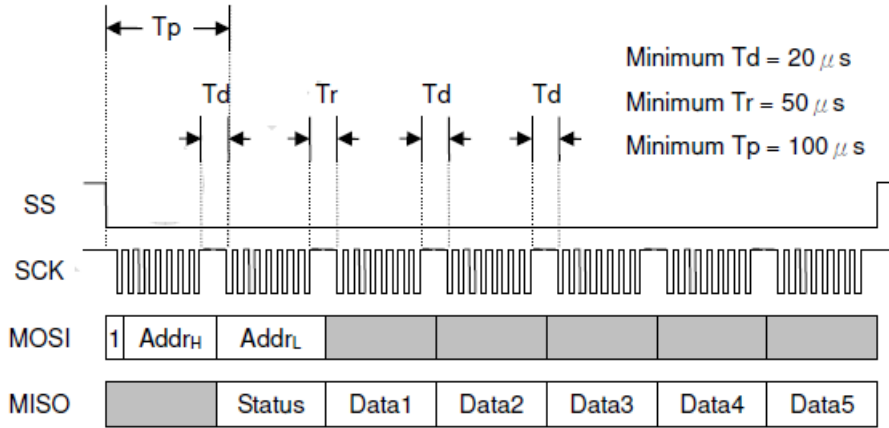 Tp
Minimum Td = 20 μs
Td Tr Td Td
Minimum Tr = 50 μs
Minimum Tp = 100 μs
SS
SCK
MOSI 1 AddrH AddrL
MISO Status Data1 Data2 Data3 Data4 Data5